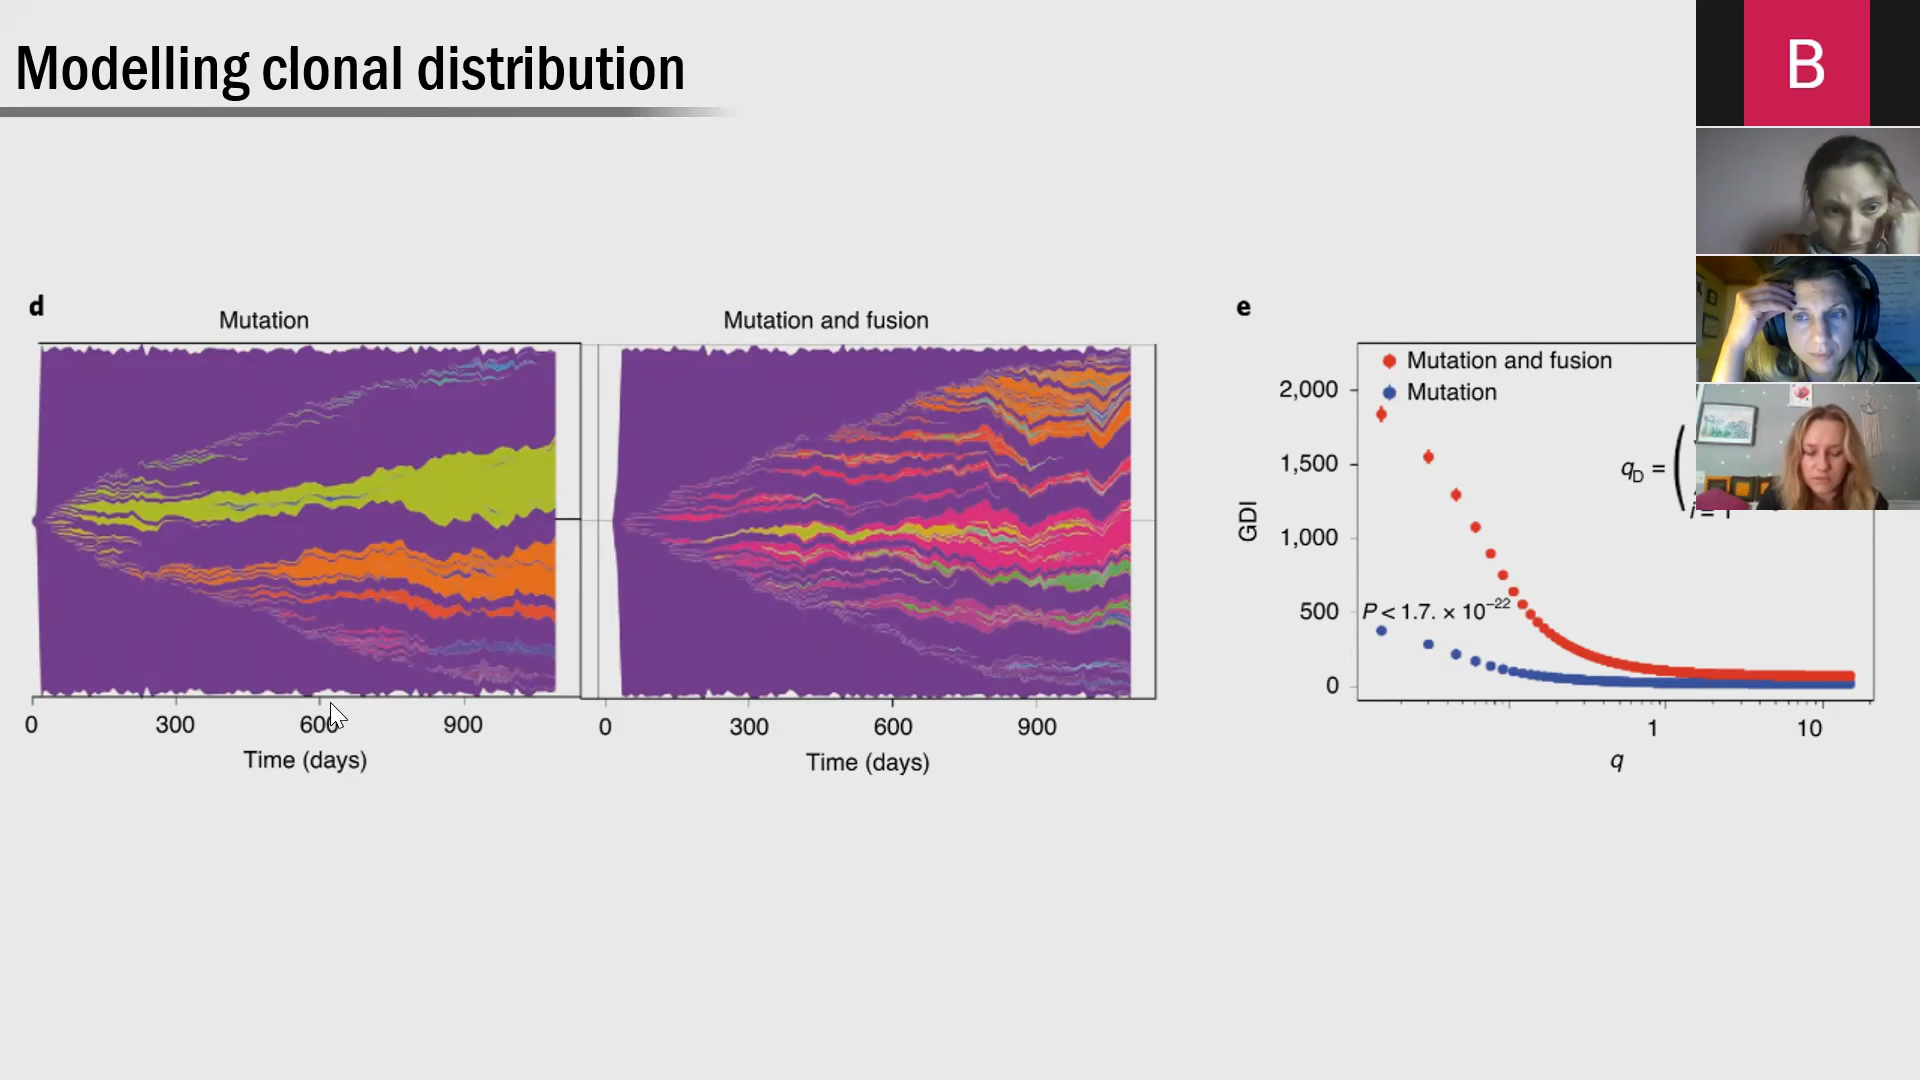 Modelling clonal distribution
B
d
Mutation
Mutation and fusion
0
300
600
900
Time (days)
0
300
600
900
Time (days)
e
Mutation and fusion
Mutation
2,000
1,500
1,000
500
0
GDI
qD = (
i = 1
P < 1.7. × 10−22
1
10
q